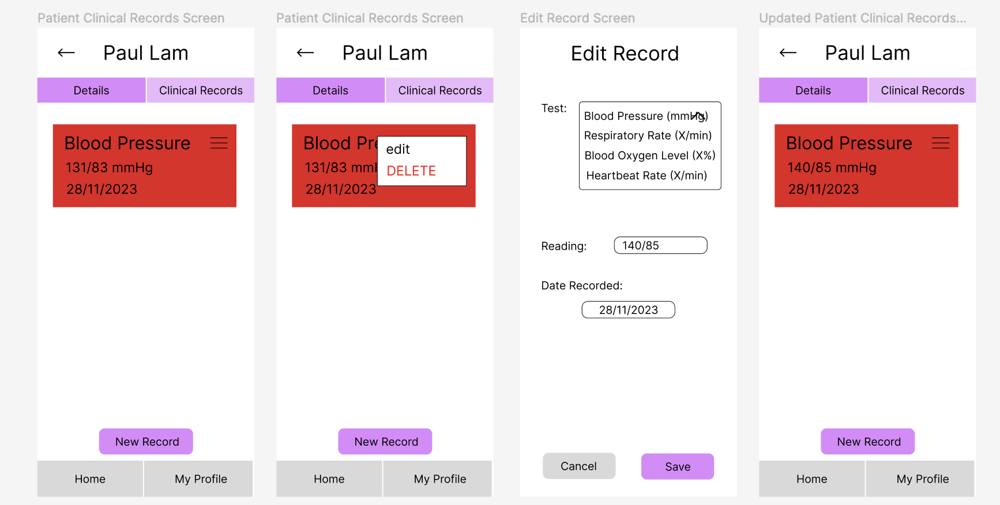 Patient Clinical Records Screen
Paul Lam
Details
Clinical Records
Blood Pressure
131/83 mmHg
28/11/2023
New Record
Home
My Profile
Patient Clinical Records Screen
Paul Lam
Details
Clinical Records
Blood Pre
edit
131/83 mmH
DELETE
28/11/2023
New Record
Home
My Profile
Edit Record Screen
Edit Record
Test:
Blood Pressure (mmHg)
Respiratory Rate (X/min)
Blood Oxygen Level (X%)
Heartbeat Rate (X/min)
Reading:
140/85
Date Recorded:
28/11/2023
Cancel
Save
Updated Patient Clinical Records...
Paul Lam
Details
Clinical Records
Blood Pressure
140/85 mmHg
28/11/2023
New Record
Home
My Profile